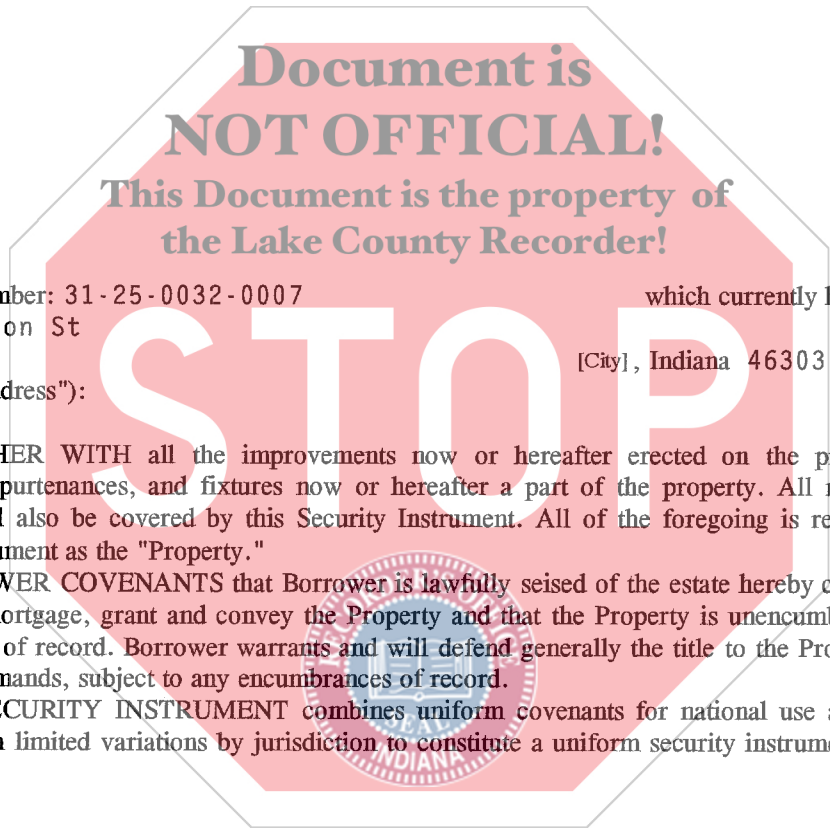 Document is
NOT OFFICIAL!
This Document is the property of
the Lake County Recorder!
STOP
mber: 31-25-0032-0007 which currently
on St
[City], Indiana 46303
dress"):
HER WITH all the improvements now or hereafter erected on the
purtenances, and fixtures now or hereafter a part of the property. All
also be covered by this Security Instrument. All of the foregoing is
ument as the "Property."
WER COVENANTS that Borrower is lawfully seised of the estate hereby
ortgage, grant and convey the Property and that the Property is unencumb
of record. Borrower warrants and will defend generally the title to the Pro
mands, subject to any encumbrances of record.
CURITY INSTRUMENT combines uniform covenants for national use
limited variations by jurisdiction to constitute a uniform security instrum
RECORDER'S OFFICE
SEAL
INDIANA